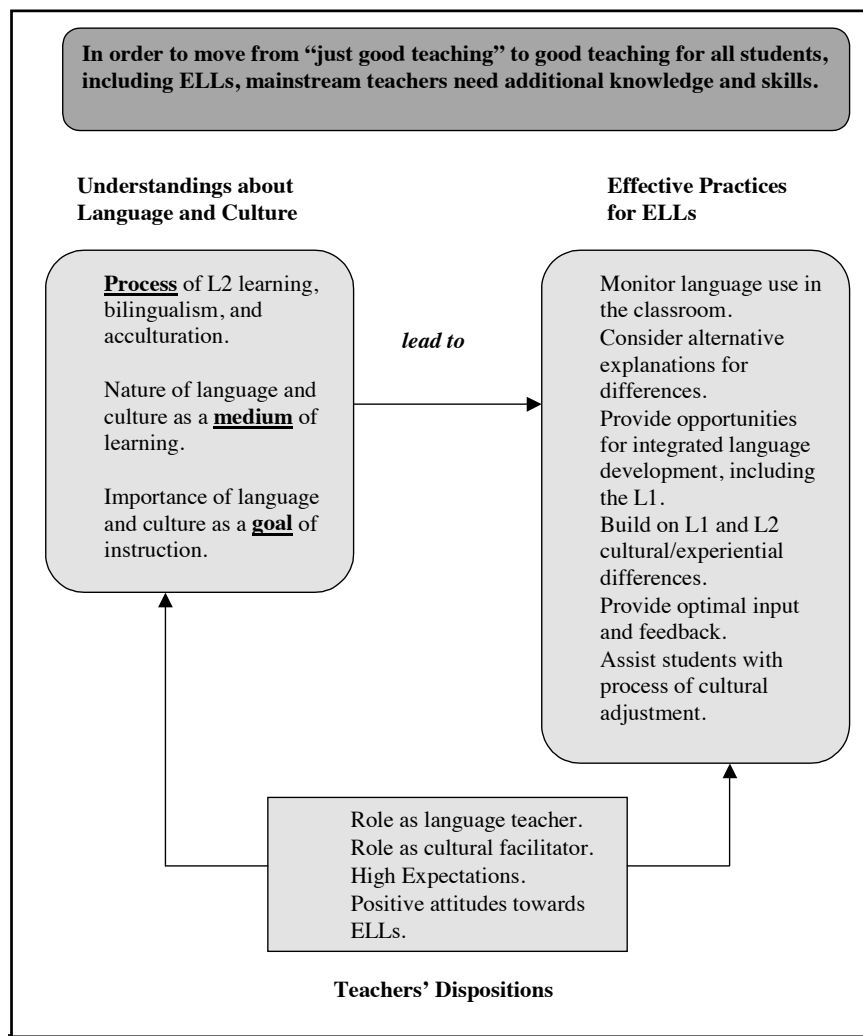 In order to move from “just good teaching” to good teaching for all students,
including ELLs, mainstream teachers need additional knowledge and skills.
Understandings about
Language and Culture
Effective Practices
for ELLs
Process of L2 learning,
bilingualism, and
acculturation.
Nature of language and
culture as a medium of
learning.
Importance of language
and culture as a goal of
instruction.
lead to
Monitor language use in
the classroom.
Consider alternative
explanations for
differences.
Provide opportunities
for integrated language
development, including
the L1.
Build on L1 and L2
cultural/experiential
differences.
Provide optimal input
and feedback.
Assist students with
process of cultural
adjustment.
Role as language teacher.
Role as cultural facilitator.
High Expectations.
Positive attitudes towards
ELLs.
Teachers’ Dispositions